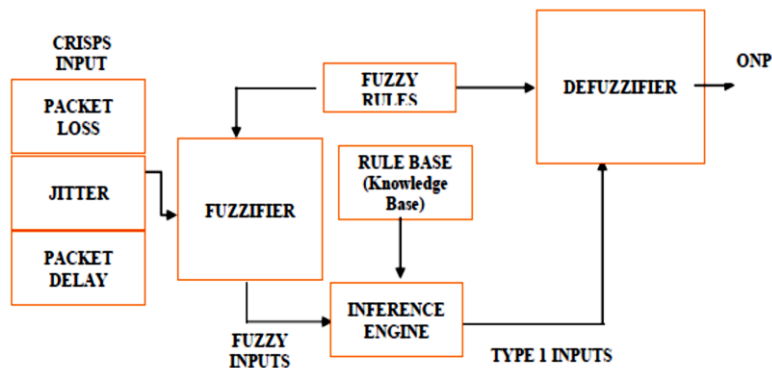 CRISPS
INPUT
PACKET
LOSS
JITTER
PACKET
DELAY
FUZZIFIER
FUZZY
RULES
RULE BASE
(Knowledge
Base)
INFERENCE
ENGINE
FUZZY
INPUTS
TYPE 1 INPUTS
DEFUZZIFIER
ONP